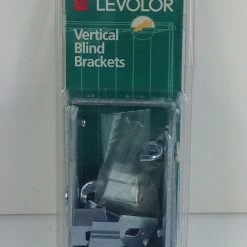 LEVOLOR
Vertical
Blind
Brackets